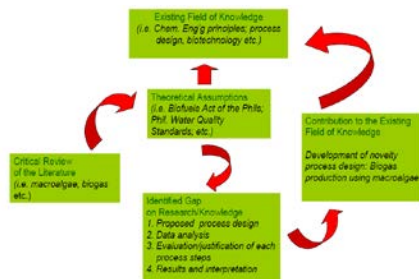 Existing Field of Knowledge
(i.e. Chem. Eng'g principles; process
design, biotechnology etc.)
Theoretical Assumptions
(i.e. Biofuels Act of the Phils;
Phil. Water Quality
Standards; etc.)
Critical Review
of the Literature
(i.e. macroalgae, biogas
etc.)
Identified Gap
on Research/Knowledge
1. Proposed process design
2. Data analysis
3. Evaluation/justification of each
process steps
4. Results and interpretation
Contribution to the Existing
Field of Knowledge
Development of novelty
process design: Biogas
production using macroalgae